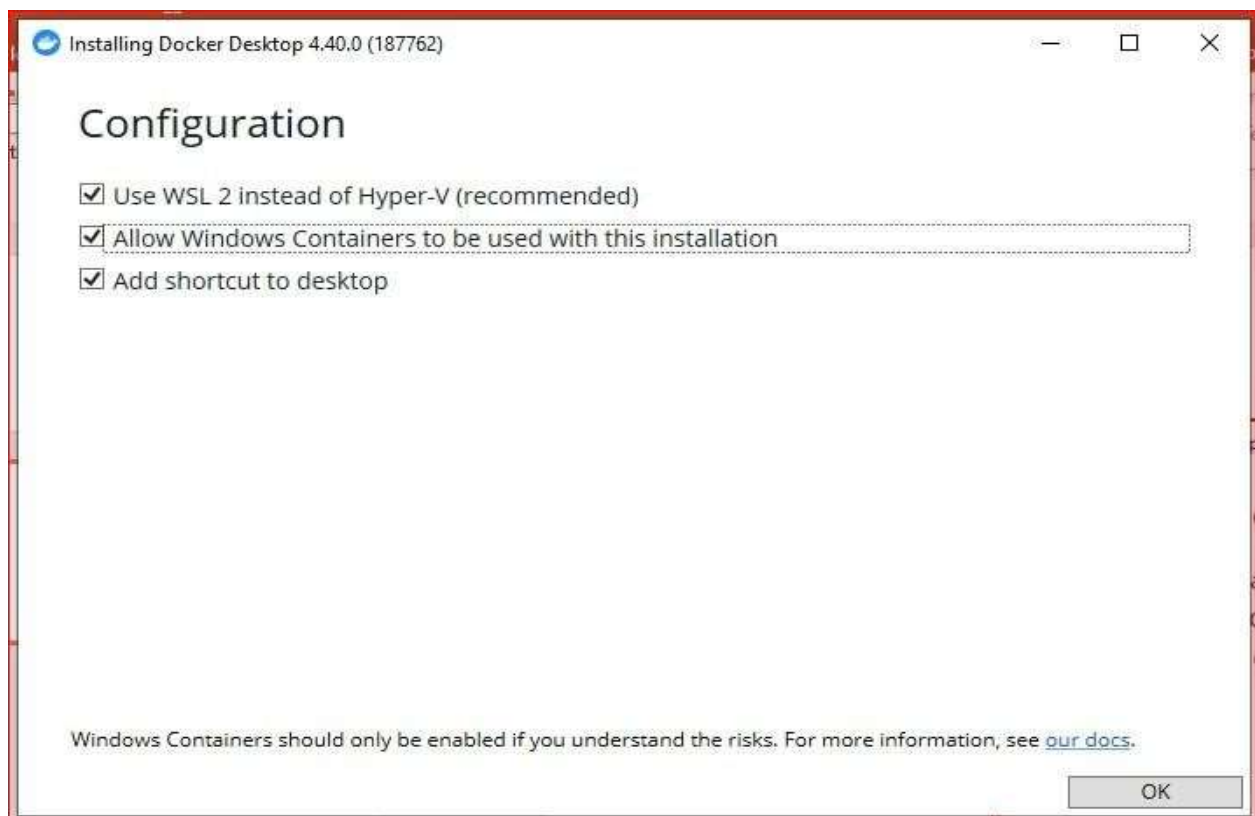 Installing Docker Desktop 4.40.0 (187762)
Configuration
Use WSL 2 instead of Hyper-V (recommended)
Allow Windows Containers to be used with this installation
Add shortcut to desktop
Windows Containers should only be enabled if you understand the risks. For more information, see our docs.
OK